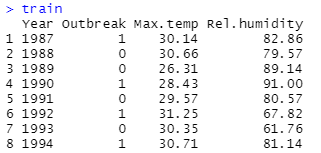 > train
Year Outbreak Max.temp Rel.humidity
1 1987 1 30.14 82.86
2 1988 0 30.66 79.57
3 1989 0 26.31 89.14
4 1990 1 28.43 91.00
5 1991 0 29.57 80.57
6 1992 1 31.25 67.82
7 1993 0 30.35 61.76
8 1994 1 30.71 81.14